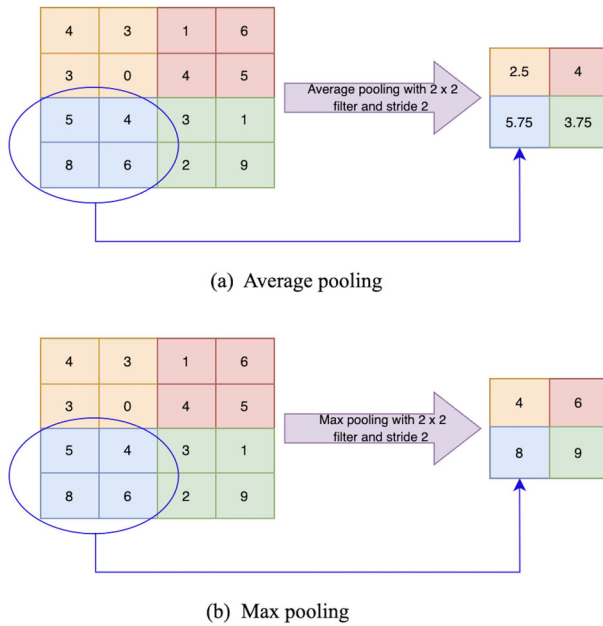 4 3 1 6
3 0 4 5
5 4 3 1
8 6 2 9
Average pooling with 2 x 2
filter and stride 2
2.5 4
5.75 3.75
(a) Average pooling
4 3 1 6
3 0 4 5
5 4 3 1
8 6 2 9
Max pooling with 2 x 2
filter and stride 2
4 6
8 9
(b) Max pooling